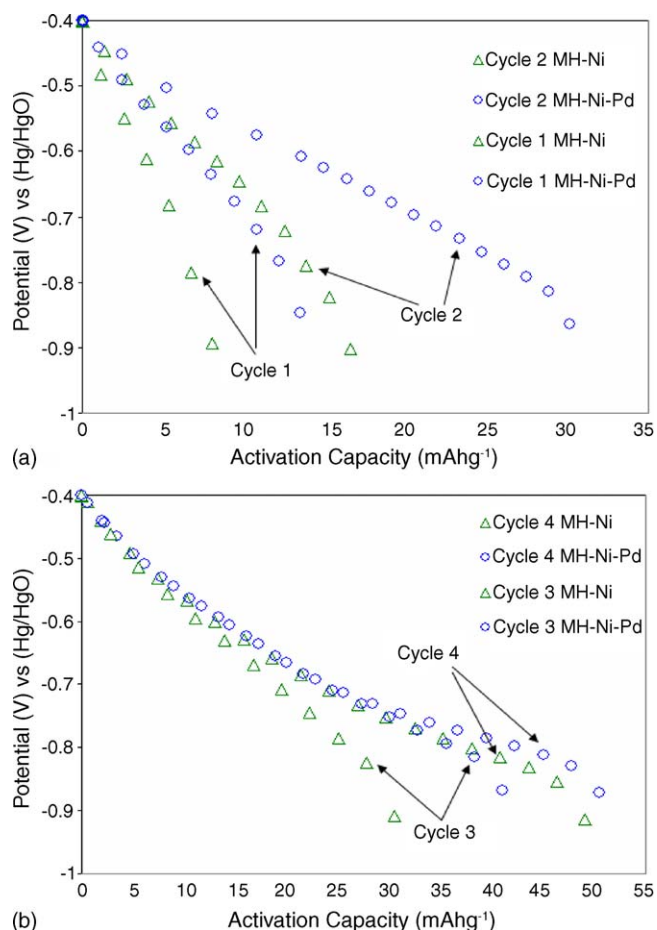 -0.4
-0.5
-0.6
-0.7
-0.8
-0.9
-1
Potential (V) vs (Hg/HgO)
Cycle 2 MH-Ni
Cycle 2 MH-Ni-Pd
Cycle 1 MH-Ni
Cycle 1 MH-Ni-Pd
Cycle 2
Cycle 1
0 5 10 15 20 25 30 35
(a) Activation Capacity (mAhg⁻¹)
-0.4
-0.5
-0.6
-0.7
-0.8
-0.9
-1
Potential (V) vs (Hg/HgO)
Cycle 4 MH-Ni
Cycle 4 MH-Ni-Pd
Cycle 3 MH-Ni
Cycle 3 MH-Ni-Pd
Cycle 4
Cycle 3
0 5 10 15 20 25 30 35 40 45 50 55
(b) Activation Capacity (mAhg⁻¹)